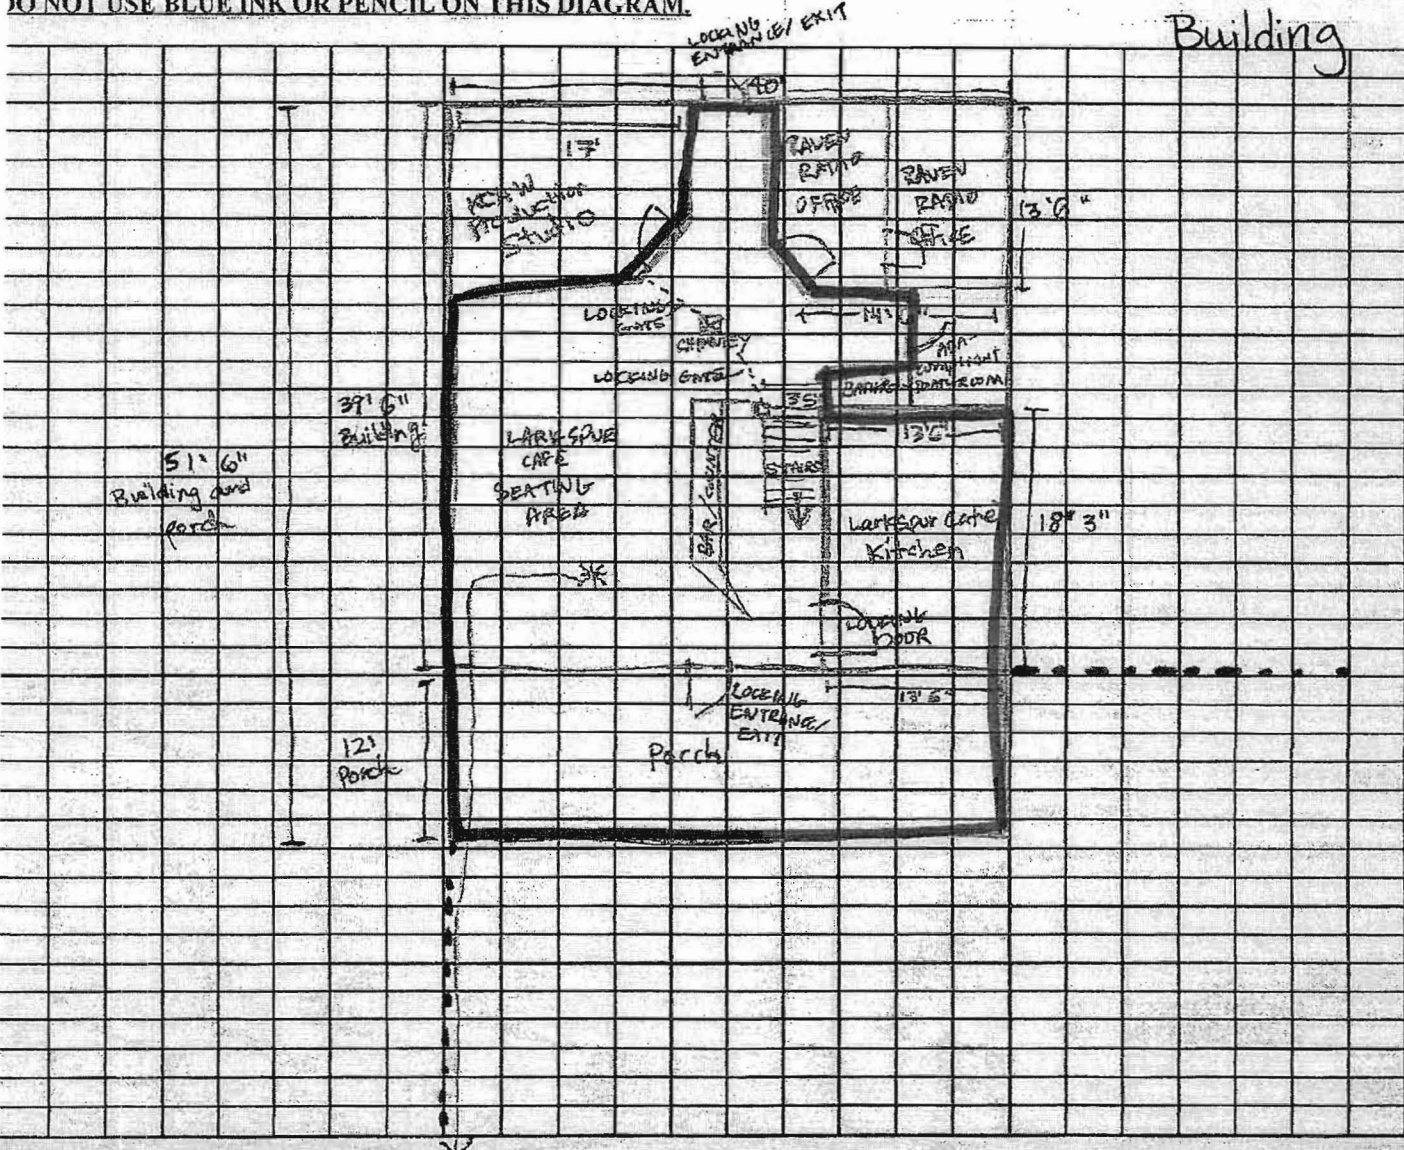 DO NOT USE BLUE INK OR PENCIL ON THIS DIAGRAM.
Building
LOCKING
ENTRANCE/EXIT
40'
17'
KCAW
PRODUCTION
STUDIO
RAVEN
RADIO
OFFICE
RAVEN
RADIO
OFFICE
13'6"
LOCKING
GATE
CHIMNEY
LOCKING GATE
14'0"
ADA
COMPLIANT
BATHROOM
3'5"
13'6"
39'6"
Building
51'6"
Building and
porch
LARKSPUR
CAFE
SEATING
AREA
BAR/COUNTER
STAIRS
Larkspur Cafe
Kitchen
18" 3"
LOCKING
DOOR
LOCKING
ENTRANCE/
EXIT
13'5"
12'
Porch
Porch